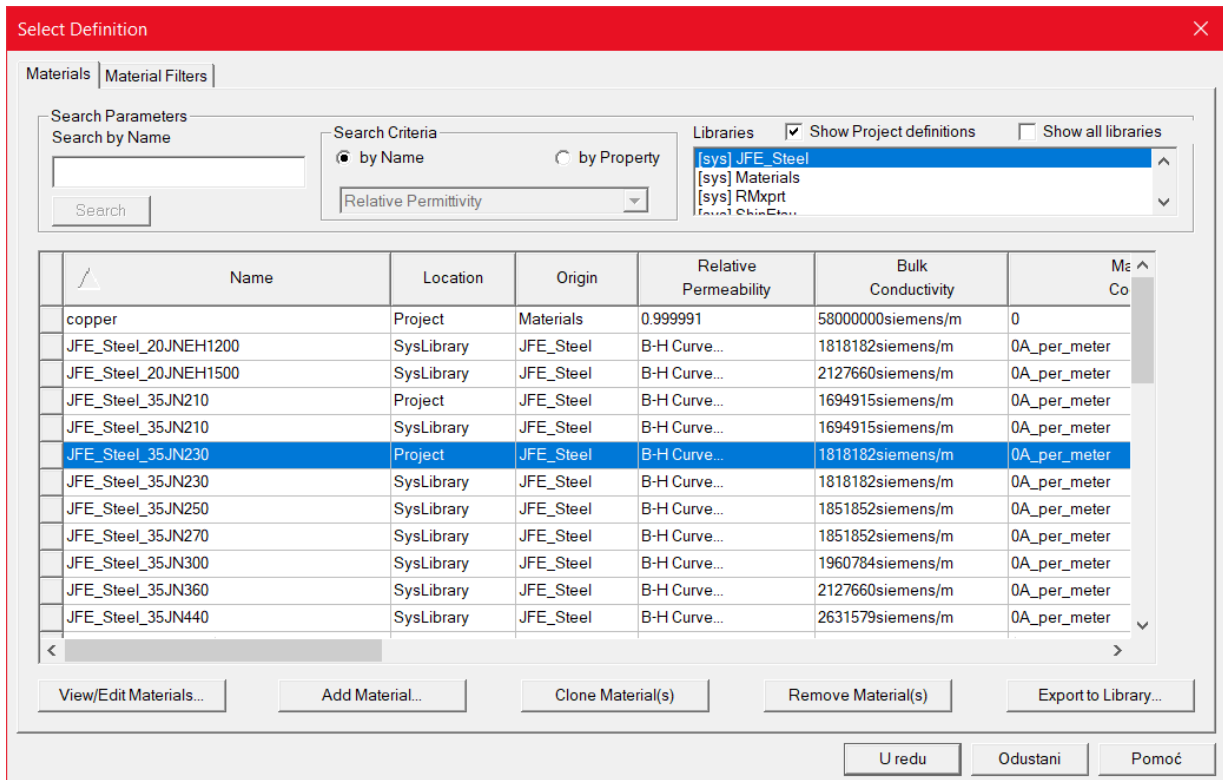 Select Definition
Materials Material Filters
Search Parameters
Search by Name
Search Criteria
by Name by Property
Relative Permittivity
Search
Libraries Show Project definitions Show all libraries
[sys] JFE_Steel
[sys] Materials
[sys] RMxprt
[sys] ShinEtsu
Name Location Origin Relative Permeability Bulk Conductivity Ma Co
copper Project Materials 0.999991 58000000siemens/m 0
JFE_Steel_20JNEH1200 SysLibrary JFE_Steel B-H Curve... 1818182siemens/m 0A_per_meter
JFE_Steel_20JNEH1500 SysLibrary JFE_Steel B-H Curve... 2127660siemens/m 0A_per_meter
JFE_Steel_35JN210 Project JFE_Steel B-H Curve... 1694915siemens/m 0A_per_meter
JFE_Steel_35JN210 SysLibrary JFE_Steel B-H Curve... 1694915siemens/m 0A_per_meter
JFE_Steel_35JN230 Project JFE_Steel B-H Curve... 1818182siemens/m 0A_per_meter
JFE_Steel_35JN230 SysLibrary JFE_Steel B-H Curve... 1818182siemens/m 0A_per_meter
JFE_Steel_35JN250 SysLibrary JFE_Steel B-H Curve... 1851852siemens/m 0A_per_meter
JFE_Steel_35JN270 SysLibrary JFE_Steel B-H Curve... 1851852siemens/m 0A_per_meter
JFE_Steel_35JN300 SysLibrary JFE_Steel B-H Curve... 1960784siemens/m 0A_per_meter
JFE_Steel_35JN360 SysLibrary JFE_Steel B-H Curve... 2127660siemens/m 0A_per_meter
JFE_Steel_35JN440 SysLibrary JFE_Steel B-H Curve... 2631579siemens/m 0A_per_meter
View/Edit Materials... Add Material... Clone Material(s) Remove Material(s) Export to Library...
U redu Odustani Pomoć